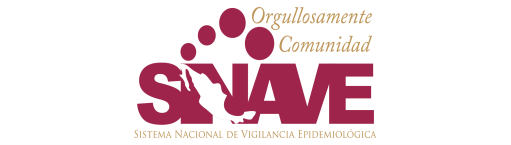 Orgullosamente
Comunidad
SINAVE
SISTEMA NACIONAL DE VIGILANCIA EPIDEMIOLÓGICA